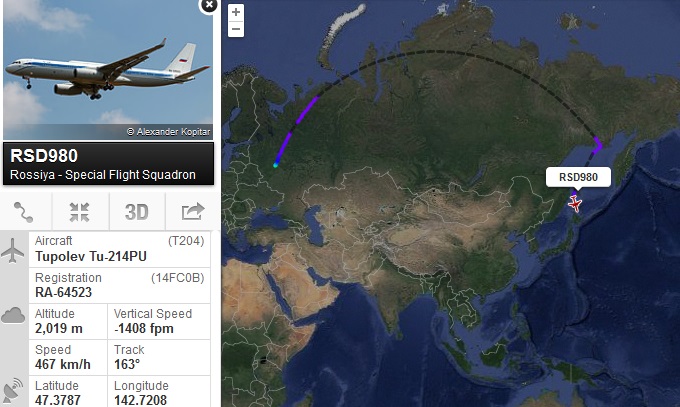 © Alexander Kopitar
RSD980
Rossiya - Special Flight Squadron
3D
Aircraft (T204)
Tupolev Tu-214PU
Registration (14FC0B)
RA-64523
Altitude Vertical Speed
2,019 m -1408 fpm
Speed Track
467 km/h 163°
Latitude Longitude
47.3787 142.7208
+
-
RSD980